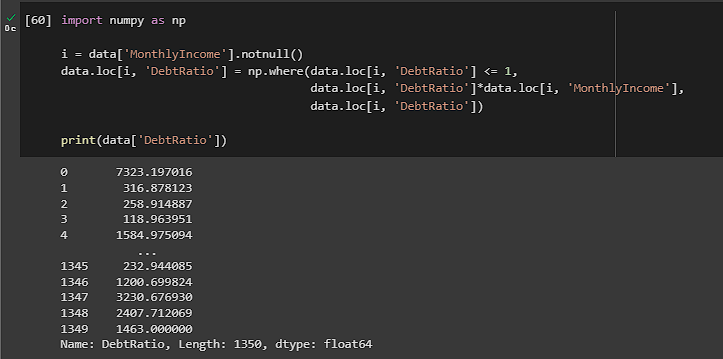 [60] import numpy as np
0c
i = data['MonthlyIncome'].notnull()
data.loc[i, 'DebtRatio'] = np.where(data.loc[i, 'DebtRatio'] <= 1,
data.loc[i, 'DebtRatio']*data.loc[i, 'MonthlyIncome'],
data.loc[i, 'DebtRatio'])
print(data['DebtRatio'])
0 7323.197016
1 316.878123
2 258.914887
3 118.963951
4 1584.975094
...
1345 232.944085
1346 1200.699824
1347 3230.676930
1348 2407.712069
1349 1463.000000
Name: DebtRatio, Length: 1350, dtype: float64